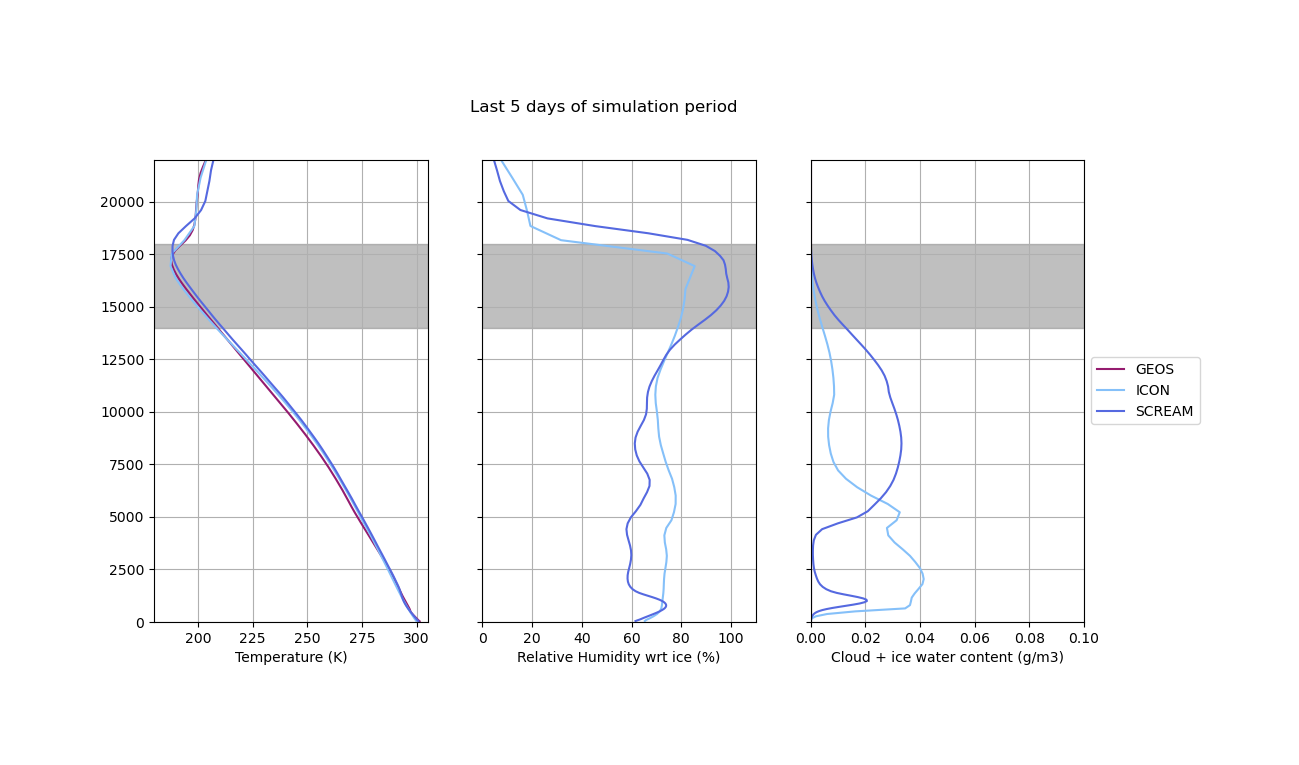 Last 5 days of simulation period
20000
17500
15000
12500
10000
7500
5000
2500
0
200 225 250 275 300
Temperature (K)
0 20 40 60 80 100
Relative Humidity wrt ice (%)
0.00 0.02 0.04 0.06 0.08 0.10
Cloud + ice water content (g/m3)
GEOS
ICON
SCREAM